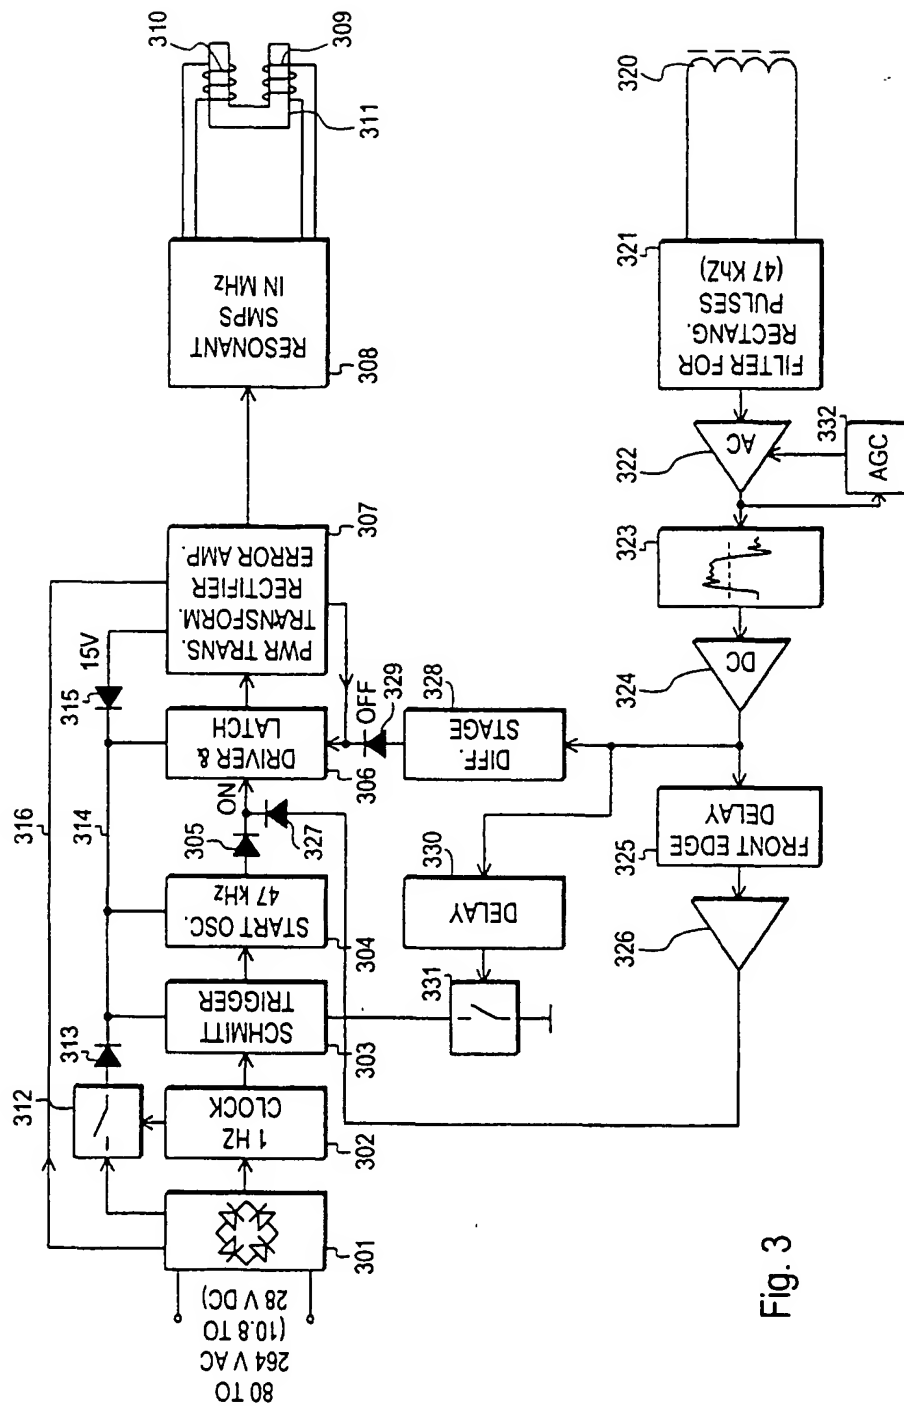 80 TO
264 V AC
(10.8 TO
28 V DC)
301
302
1 HZ
CLOCK
312
313
303
SCHMITT
TRIGGER
304
START OSC.
47 kHz
305
ON
327
306
DRIVER &
LATCH
314
316
315
15V
307
PWR TRANS.
TRANSFORM.
RECTIFIER
ERROR AMP.
308
RESONANT
SMPS
IN MHz
310
309
311
320
321
FILTER FOR
RECTANG.
PULSES
(47 KhZ)
322
AC
332
AGC
323
324
DC
325
FRONT EDGE
DELAY
326
328
DIFF.
STAGE
329
OFF
330
DELAY
331
Fig. 3